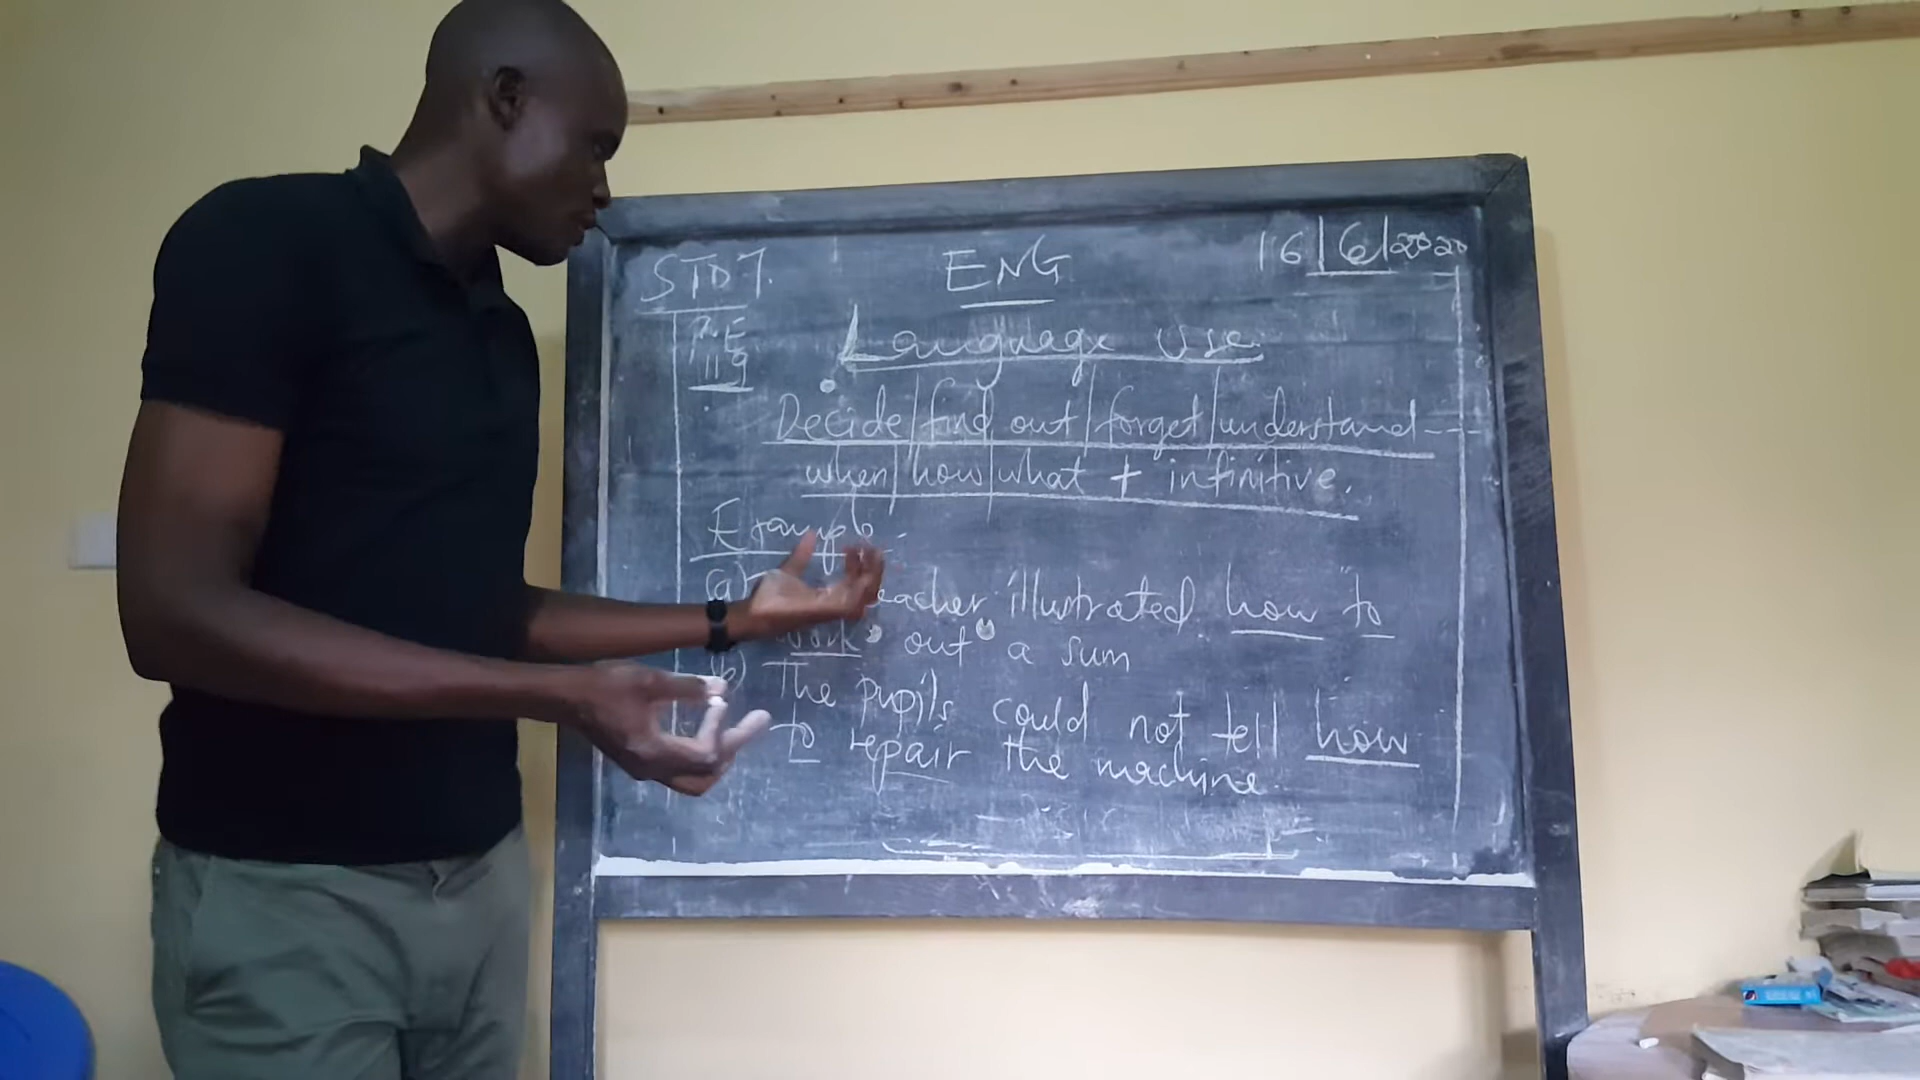 STD 7.
ENG
16/6/2020
P.E
119
Language Use
Decide/find out/forget/understand---
when/how/what + infinitive.
Example
(a) teacher illustrated how to
work out a sum
(b) The pupils could not tell how
to repair the machine.